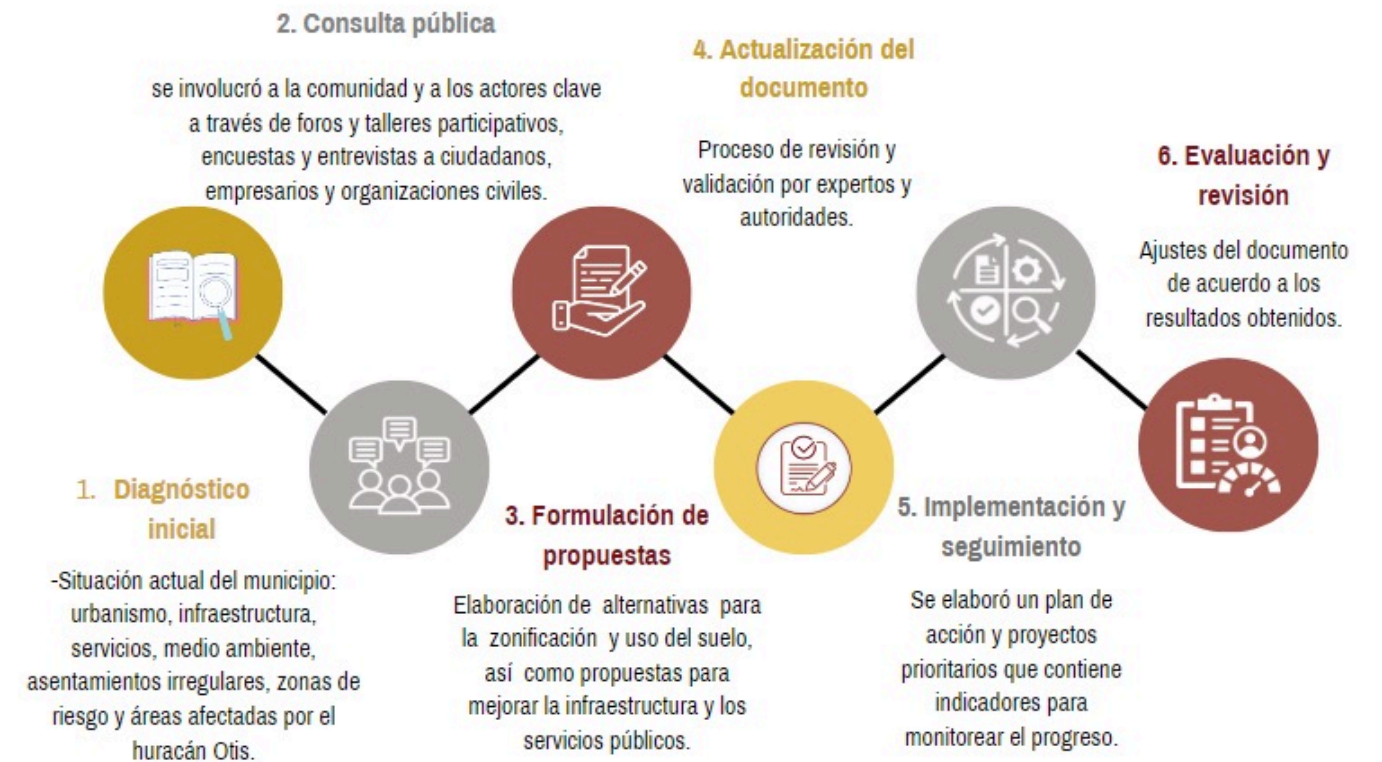 1. Diagnóstico
inicial
-Situación actual del municipio:
urbanismo, infraestructura,
servicios, medio ambiente,
asentamientos irregulares, zonas de
riesgo y áreas afectadas por el
huracán Otis.
2. Consulta pública
se involucró a la comunidad y a los actores clave
a través de foros y talleres participativos,
encuestas y entrevistas a ciudadanos,
empresarios y organizaciones civiles.
3. Formulación de
propuestas
Elaboración de alternativas para
la zonificación y uso del suelo,
así como propuestas para
mejorar la infraestructura y los
servicios públicos.
4. Actualización del
documento
Proceso de revisión y
validación por expertos y
autoridades.
5. Implementación y
seguimiento
Se elaboró un plan de
acción y proyectos
prioritarios que contiene
indicadores para
monitorear el progreso.
6. Evaluación y
revisión
Ajustes del documento
de acuerdo a los
resultados obtenidos.